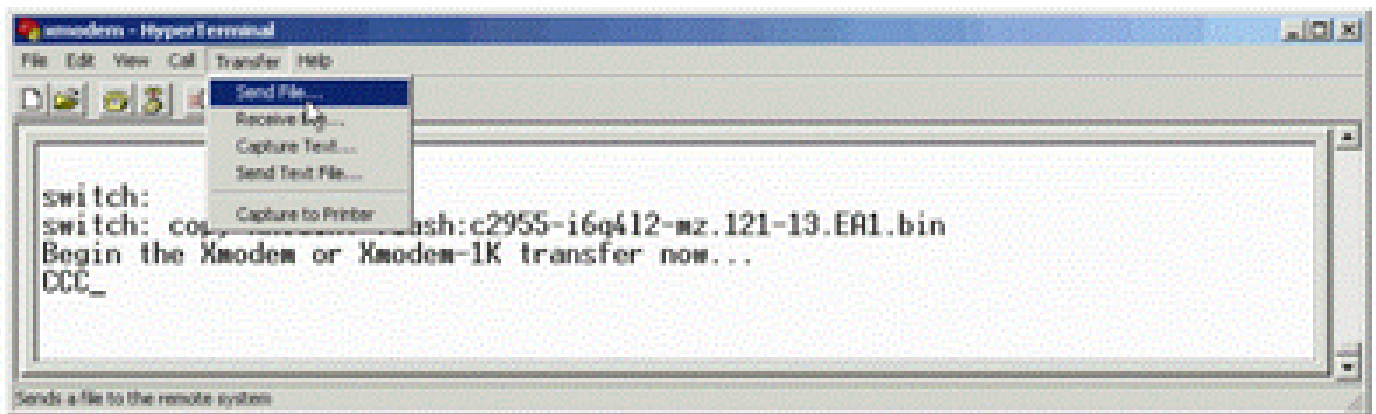 xmodem - HyperTerminal
File Edit View Call Transfer Help
Send File...
Receive
Capture Text...
Send Text File...
Capture to Printer
switch:
switch: copy :c2955-i6q4l2-mz.121-13.EA1.bin
Begin the Xmodem or Xmodem-1K transfer now...
CCC_
Sends a file to the remote system